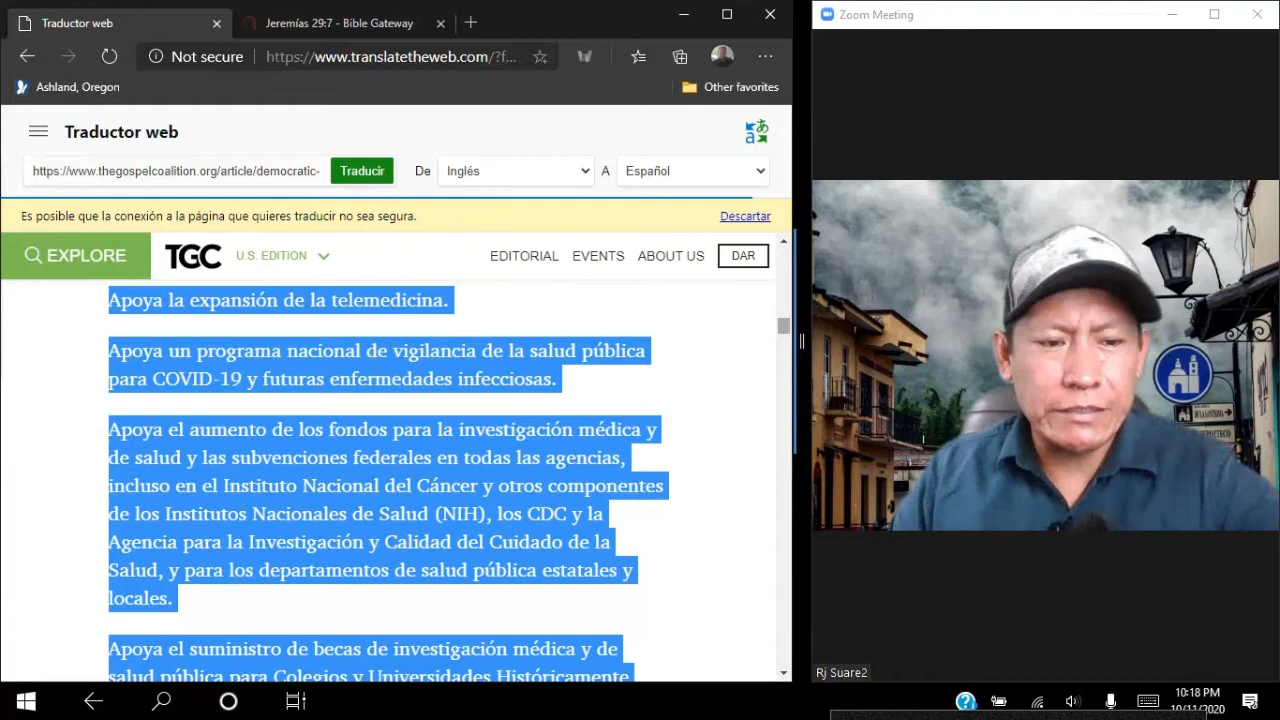 Traductor web
Jeremías 29:7 - Bible Gateway
Zoom Meeting
Not secure
https://www.translatetheweb.com/?f...
Ashland, Oregon
Other favorites
Traductor web
https://www.thegospelcoalition.org/article/democratic-
Traducir
De
Inglés
A
Español
Es posible que la conexión a la página que quieres traducir no sea segura.
Descartar
EXPLORE
TGC
U.S. EDITION
EDITORIAL
EVENTS
ABOUT US
DAR
Apoya la expansión de la telemedicina.
Apoya un programa nacional de vigilancia de la salud pública
para COVID-19 y futuras enfermedades infecciosas.
Apoya el aumento de los fondos para la investigación médica y
de salud y las subvenciones federales en todas las agencias,
incluso en el Instituto Nacional del Cáncer y otros componentes
de los Institutos Nacionales de Salud (NIH), los CDC y la
Agencia para la Investigación y Calidad del Cuidado de la
Salud, y para los departamentos de salud pública estatales y
locales.
Apoya el suministro de becas de investigación médica y de
salud pública para Colegios y Universidades Históricamente
Rj Suare2
10:18 PM
10/11/2020